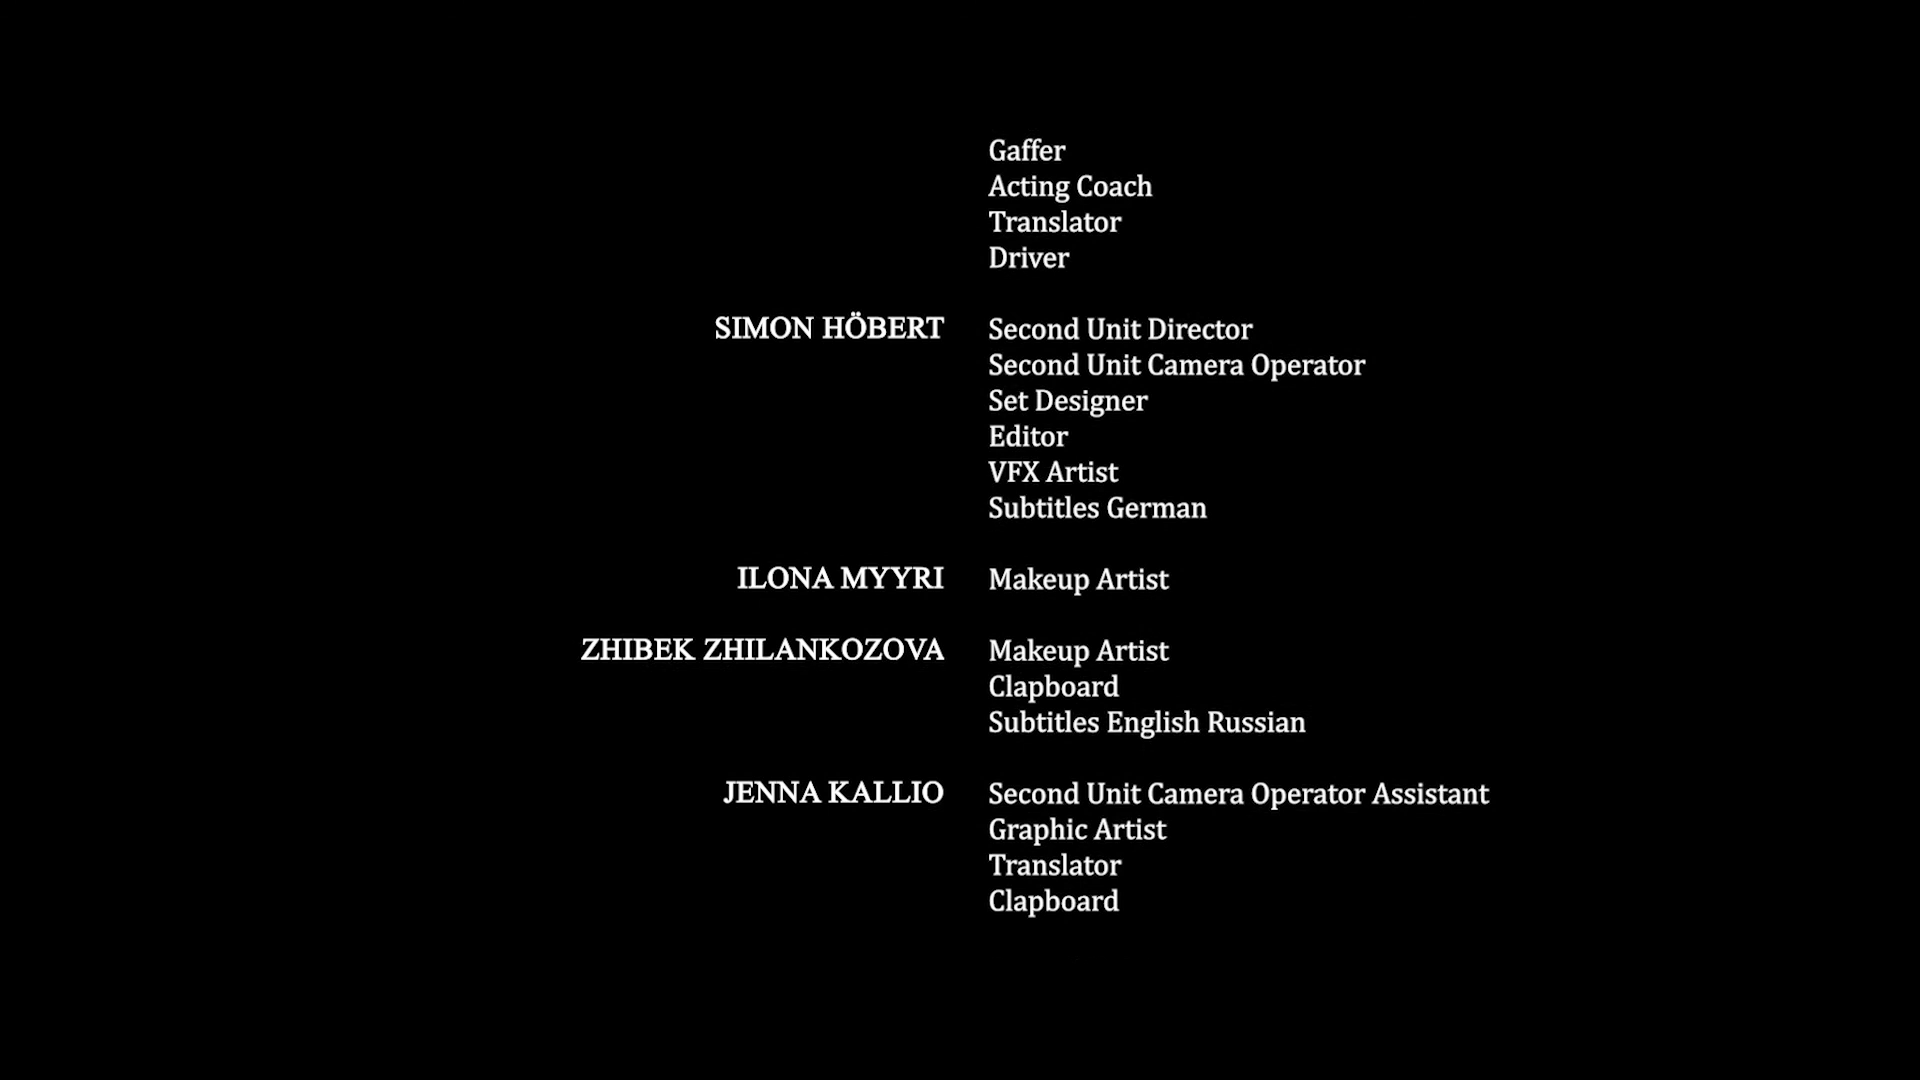 Gaffer
Acting Coach
Translator
Driver
SIMON HÖBERT Second Unit Director
Second Unit Camera Operator
Set Designer
Editor
VFX Artist
Subtitles German
ILONA MYYRI Makeup Artist
ZHIBEK ZHILANKOZOVA Makeup Artist
Clapboard
Subtitles English Russian
JENNA KALLIO Second Unit Camera Operator Assistant
Graphic Artist
Translator
Clapboard